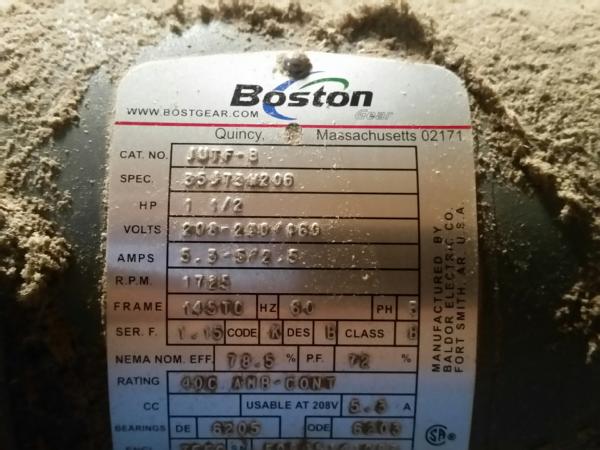 Boston
Gear
WWW.BOSTGEAR.COM
Quincy, Massachusetts 02171
CAT. NO. JUTF-B
SPEC. 35J731W206
HP 1 1/2
VOLTS 208-230/460
AMPS 5.3-5/2.5
R.P.M. 1725
FRAME 145TC HZ 60 PH 3
SER. F. 1.15 CODE K DES B CLASS B
NEMA NOM. EFF 78.5 % P.F. 72 %
RATING 40C AMB-CONT
CC USABLE AT 208V 5.3 A
BEARINGS DE 6205 ODE 6203
ENCL
MANUFACTURED BY
BALDOR ELECTRIC CO.
FORT SMITH, AR. U.S.A.